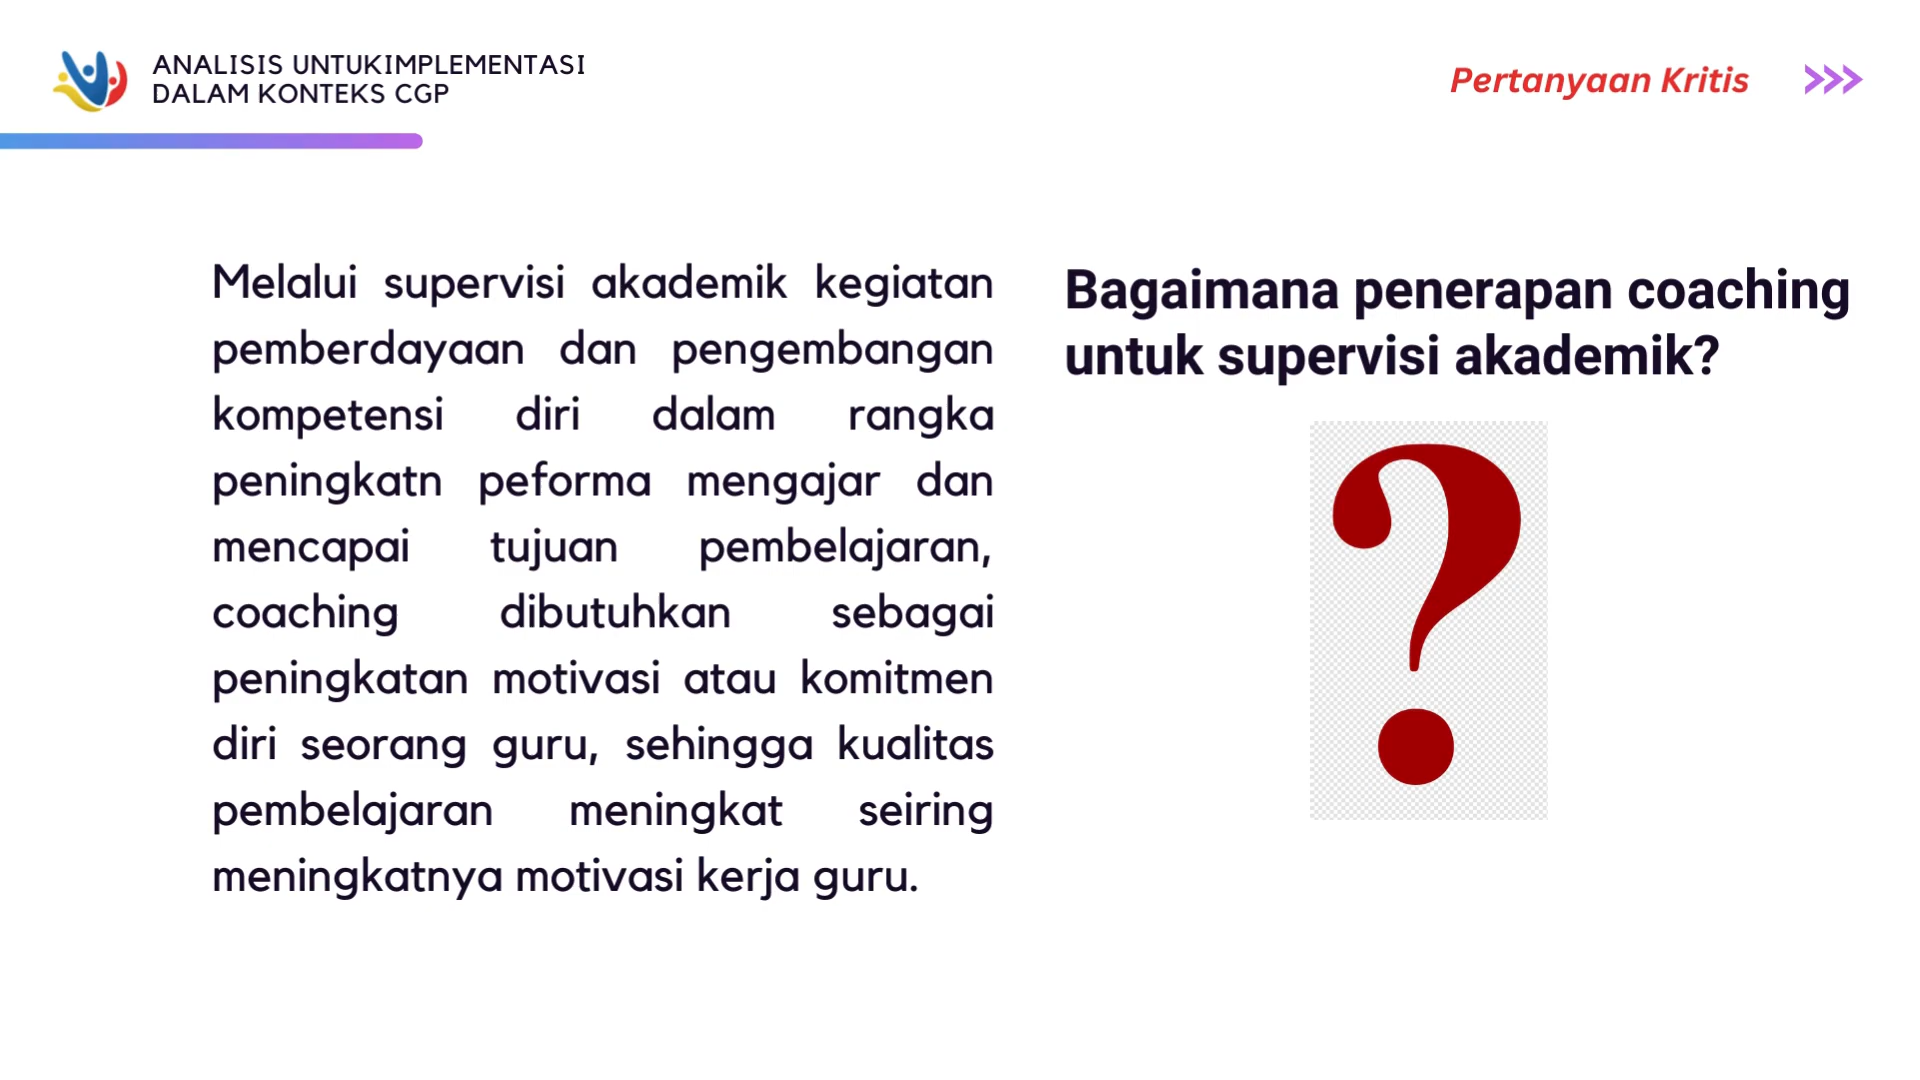 ANALISIS UNTUKIMPLEMENTASI
DALAM KONTEKS CGP
Pertanyaan Kritis
Melalui supervisi akademik kegiatan
pemberdayaan dan pengembangan
kompetensi diri dalam rangka
peningkatn peforma mengajar dan
mencapai tujuan pembelajaran,
coaching dibutuhkan sebagai
peningkatan motivasi atau komitmen
diri seorang guru, sehingga kualitas
pembelajaran meningkat seiring
meningkatnya motivasi kerja guru.
Bagaimana penerapan coaching
untuk supervisi akademik?
?